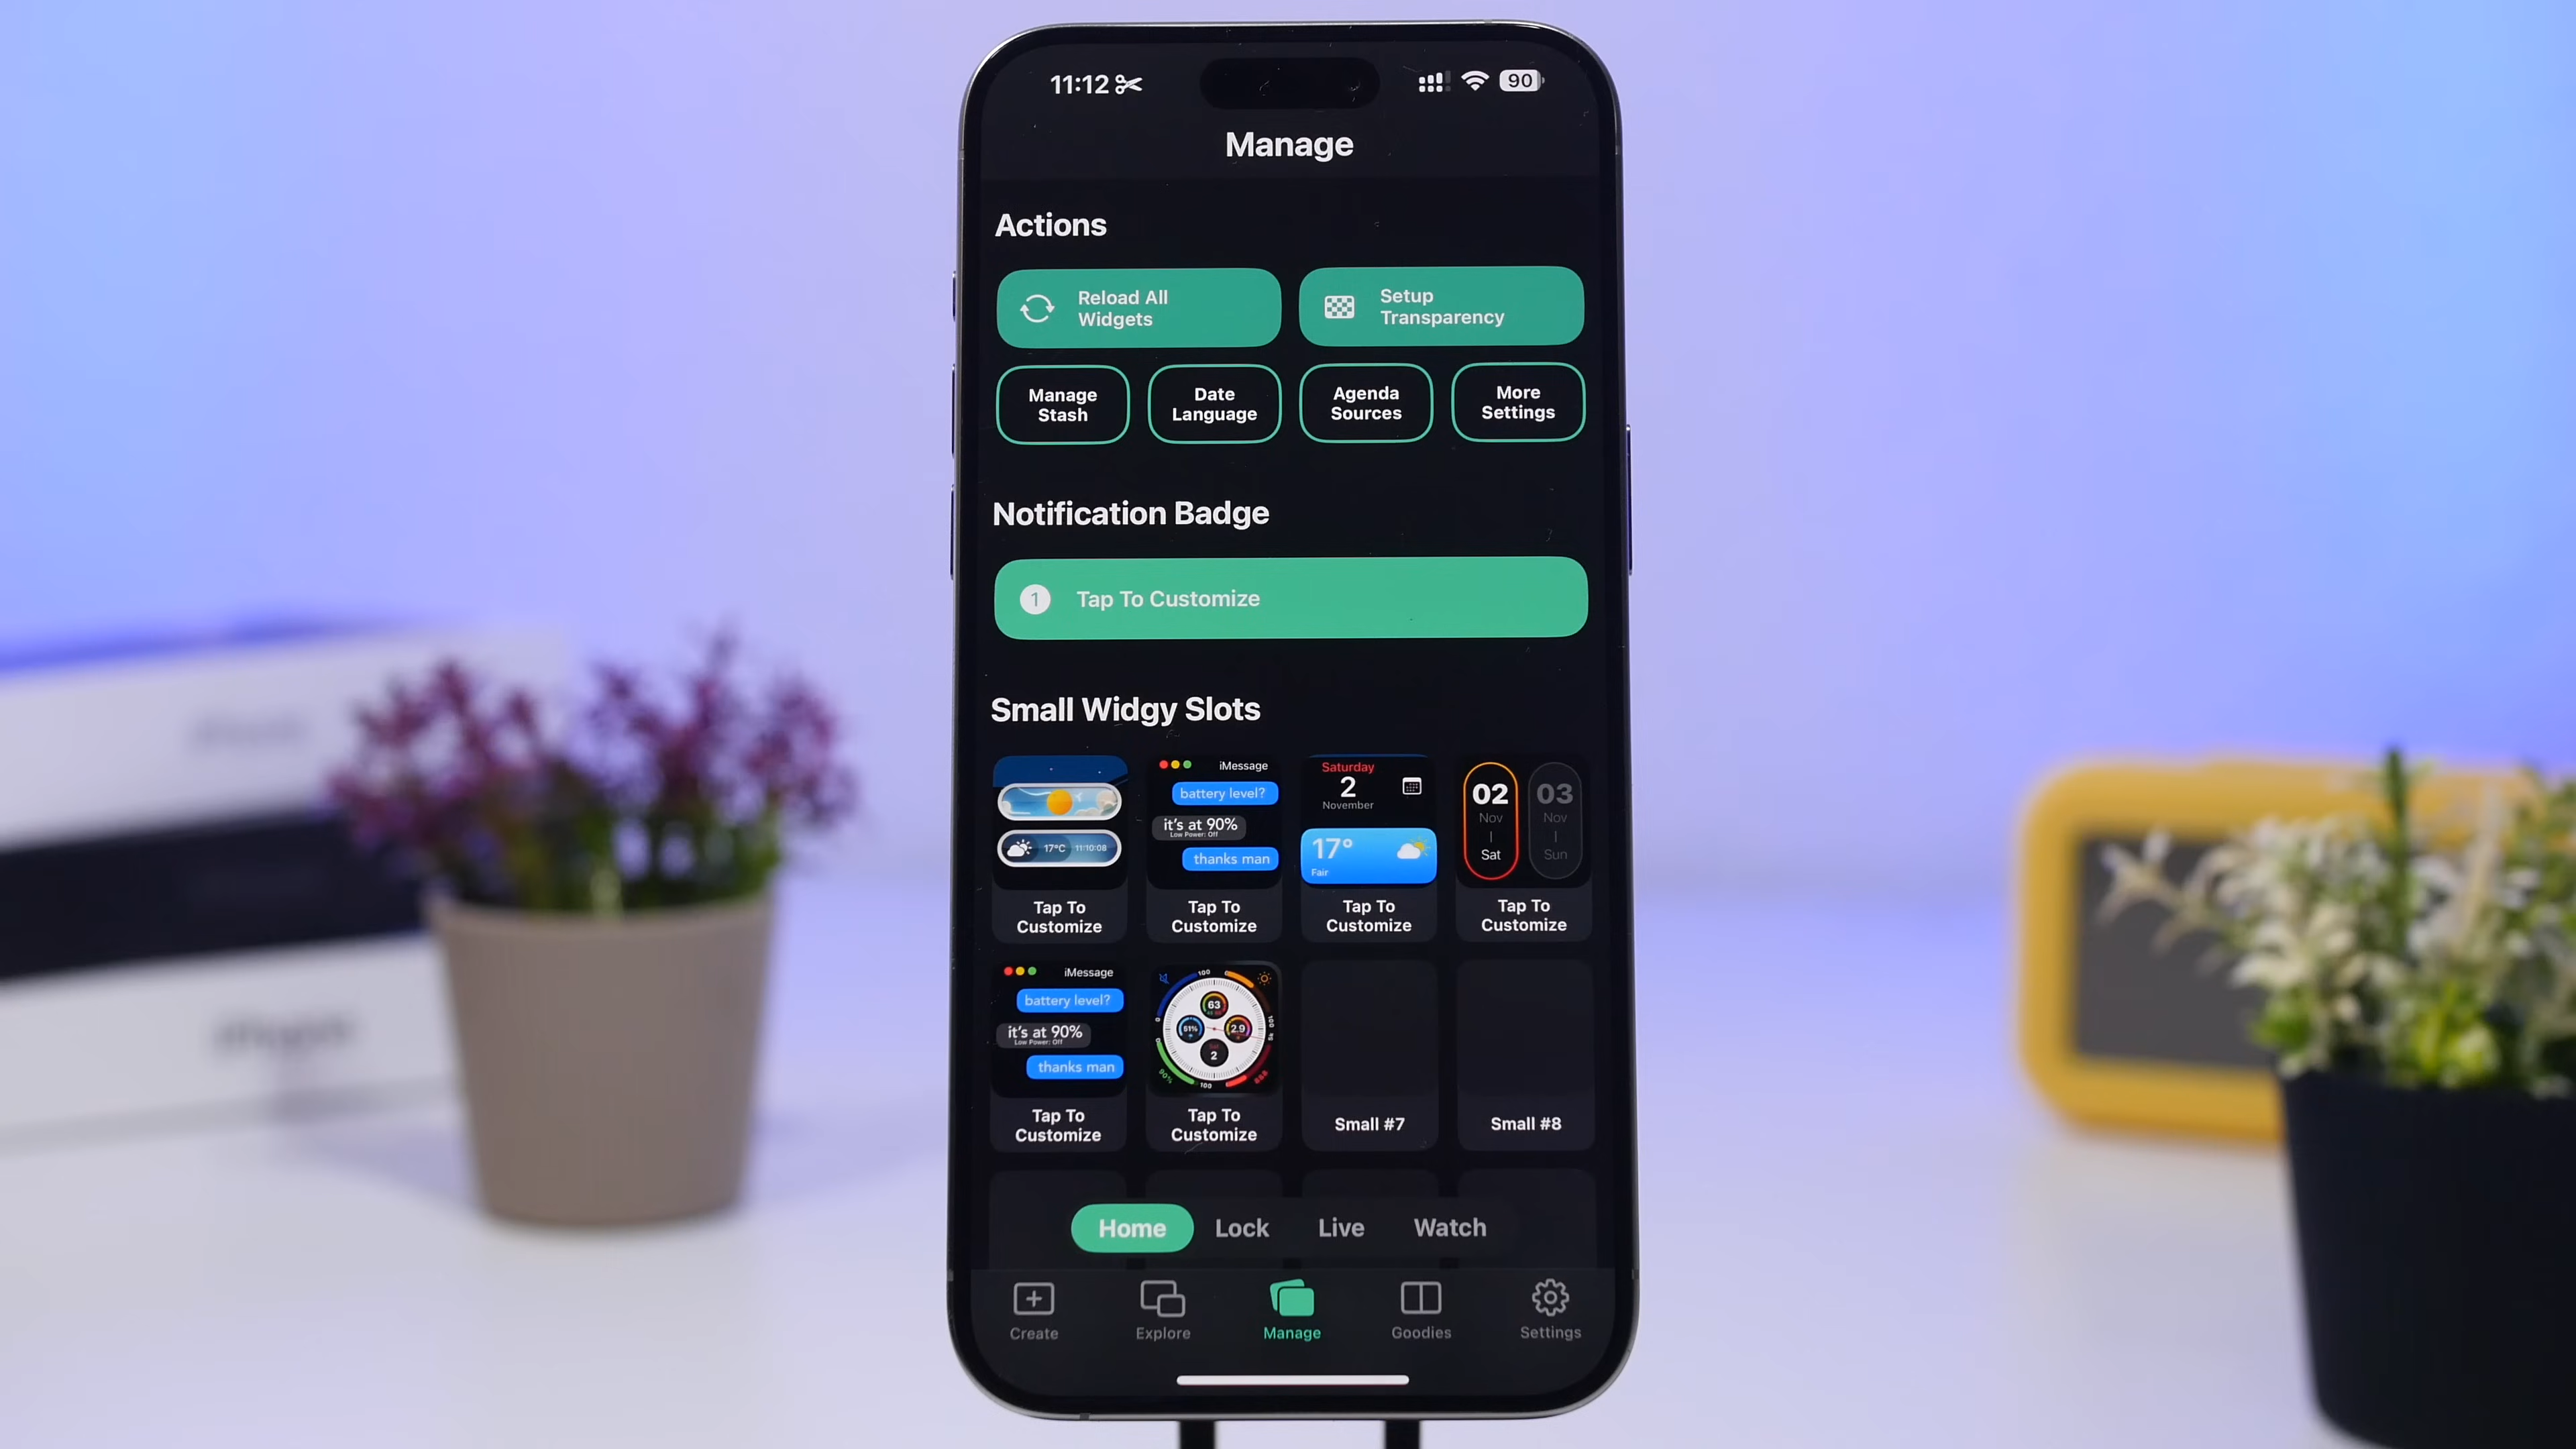 11:12
90
Manage
Actions
Reload All
Widgets
Setup
Transparency
Manage
Stash
Date
Language
Agenda
Sources
More
Settings
Notification Badge
1 Tap To Customize
Small Widgy Slots
17°C 11:10:08
Tap To
Customize
iMessage
battery level?
it's at 90%
Low Power: Off
thanks man
Tap To
Customize
Saturday
2
November
17°
Fair
Tap To
Customize
02
Nov
Sat
03
Nov
Sun
Tap To
Customize
iMessage
battery level?
it's at 90%
Low Power: Off
thanks man
Tap To
Customize
100
63
51%
2.9
2
100
90%
Tap To
Customize
Small #7
Small #8
Home Lock Live Watch
Create Explore Manage Goodies Settings